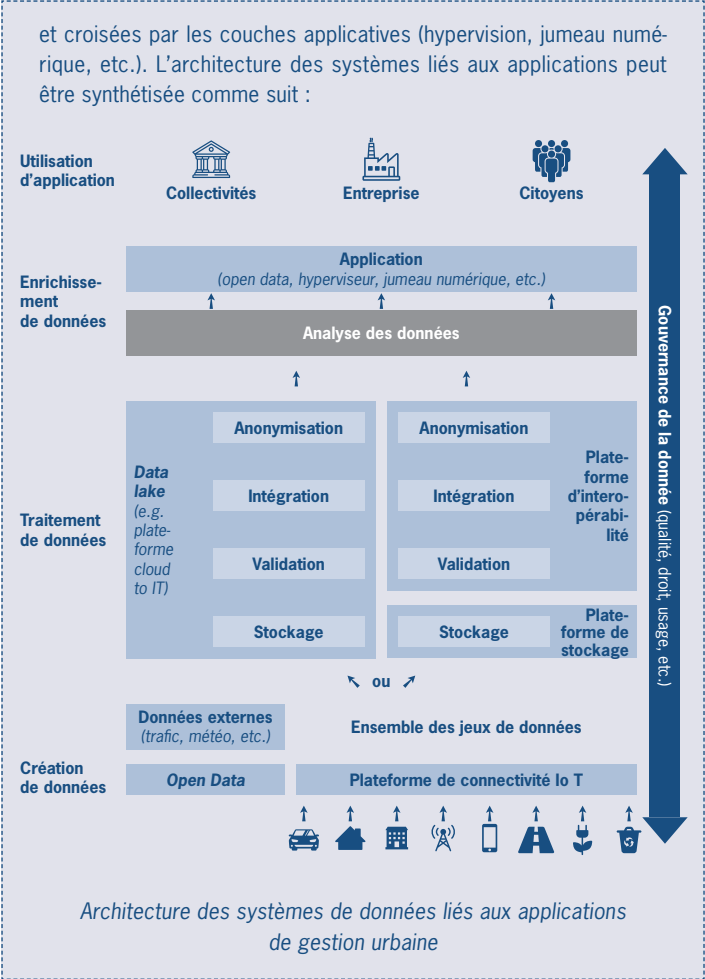 et croisées par les couches applicatives (hypervision, jumeau numé-
rique, etc.). L'architecture des systèmes liés aux applications peut
être synthétisée comme suit :
Utilisation
d'application
Collectivités
Entreprise
Citoyens
Enrichisse-
ment
de données
Application
(open data, hyperviseur, jumeau numérique, etc.)
Analyse des données
Traitement
de données
Data
lake
(e.g.
plate-
forme
cloud
to IT)
Anonymisation
Intégration
Validation
Stockage
Anonymisation
Intégration
Validation
Plate-
forme
d'intero-
pérabi-
lité
Stockage
Plate-
forme de
stockage
ou
Création
de données
Données externes
(trafic, météo, etc.)
Ensemble des jeux de données
Open Data
Plateforme de connectivité Io T
Gouvernance de la donnée (qualité, droit, usage, etc.)
Architecture des systèmes de données liés aux applications
de gestion urbaine